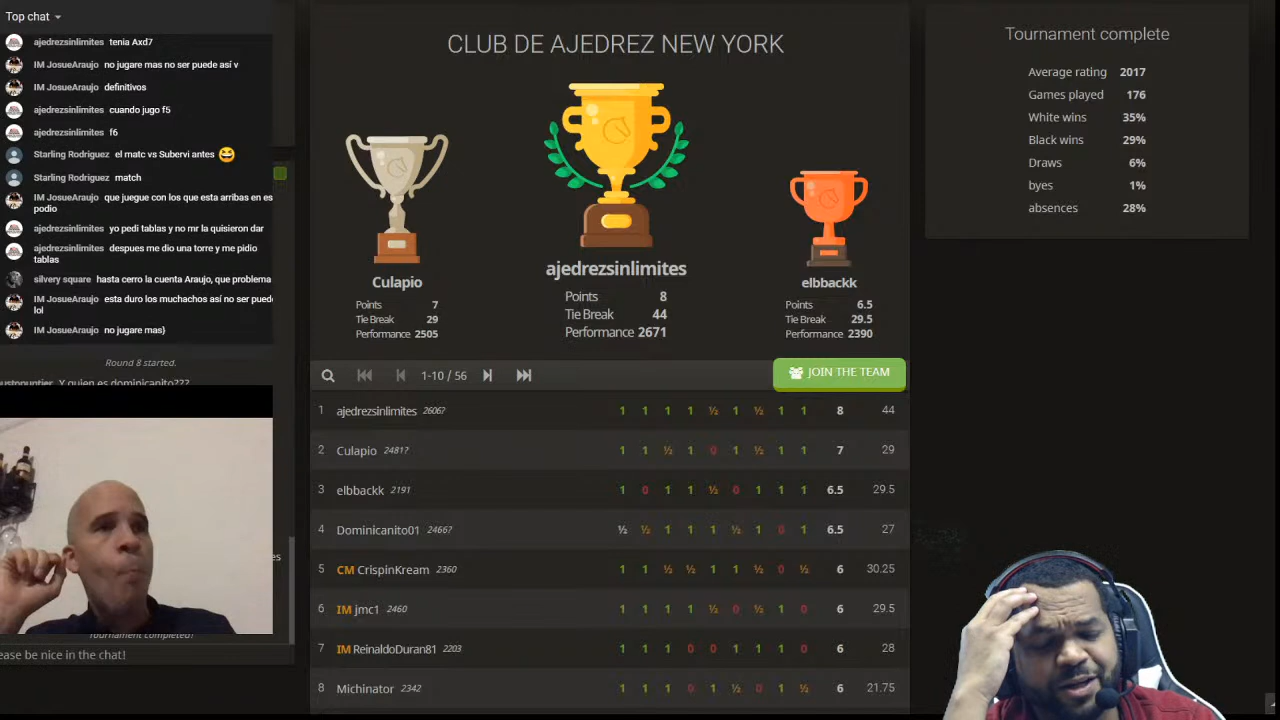 Top chat
ajedrezsinlimites tenia Axd7
IM JosueAraujo no jugare mas no ser puede así v
IM JosueAraujo definitivos
ajedrezsinlimites cuando jugo f5
ajedrezsinlimites f6
Starling Rodriguez el matc vs Subervi antes 😆
Starling Rodriguez match
IM JosueAraujo que juegue con los que esta arribas en es
podio
ajedrezsinlimites yo pedi tablas y no mr la quisieron dar
ajedrezsinlimites despues me dio una torre y me pidio
tablas
silvery square hasta cerro la cuenta Araujo, que problema
IM JosueAraujo esta duro los muchachos así no ser puede
lol
IM JosueAraujo no jugare mas}
Round 8 started.
Y quien es dominicanito???
es
Tournament completed!
ease be nice in the chat!
CLUB DE AJEDREZ NEW YORK
Culapio
Points 7
Tie Break 29
Performance 2505
ajedrezsinlimites
Points 8
Tie Break 44
Performance 2671
elbbackk
Points 6.5
Tie Break 29.5
Performance 2390
1-10 / 56
JOIN THE TEAM
1 ajedrezsinlimites 2606? 1 1 1 1 ½ 1 ½ 1 1 8 44
2 Culapio 2481? 1 1 ½ 1 0 1 ½ 1 1 7 29
3 elbbackk 2191 1 0 1 1 ½ 0 1 1 1 6.5 29.5
4 Dominicanito01 2466? ½ ½ 1 1 1 ½ 1 0 1 6.5 27
5 CM CrispinKream 2360 1 1 ½ ½ 1 1 ½ 0 ½ 6 30.25
6 IM jmc1 2460 1 1 1 1 ½ 0 ½ 1 0 6 29.5
7 IM ReinaldoDuran81 2203 1 1 1 0 0 1 1 1 0 6 28
8 Michinator 2342 1 1 1 0 1 ½ 0 1 ½ 6 21.75
Tournament complete
Average rating 2017
Games played 176
White wins 35%
Black wins 29%
Draws 6%
byes 1%
absences 28%